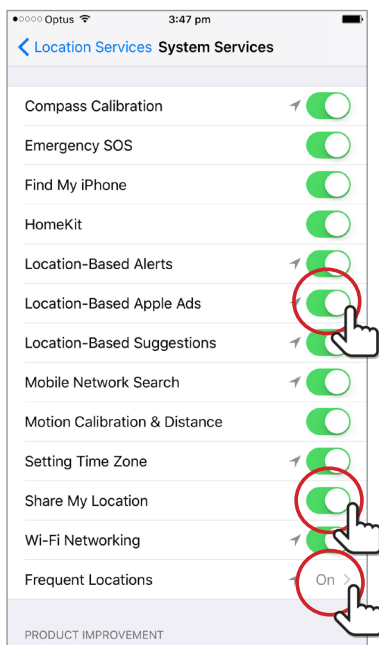 Optus 3:47 pm
Location Services System Services
Compass Calibration
Emergency SOS
Find My iPhone
HomeKit
Location-Based Alerts
Location-Based Apple Ads
Location-Based Suggestions
Mobile Network Search
Motion Calibration & Distance
Setting Time Zone
Share My Location
Wi-Fi Networking
Frequent Locations On
PRODUCT IMPROVEMENT